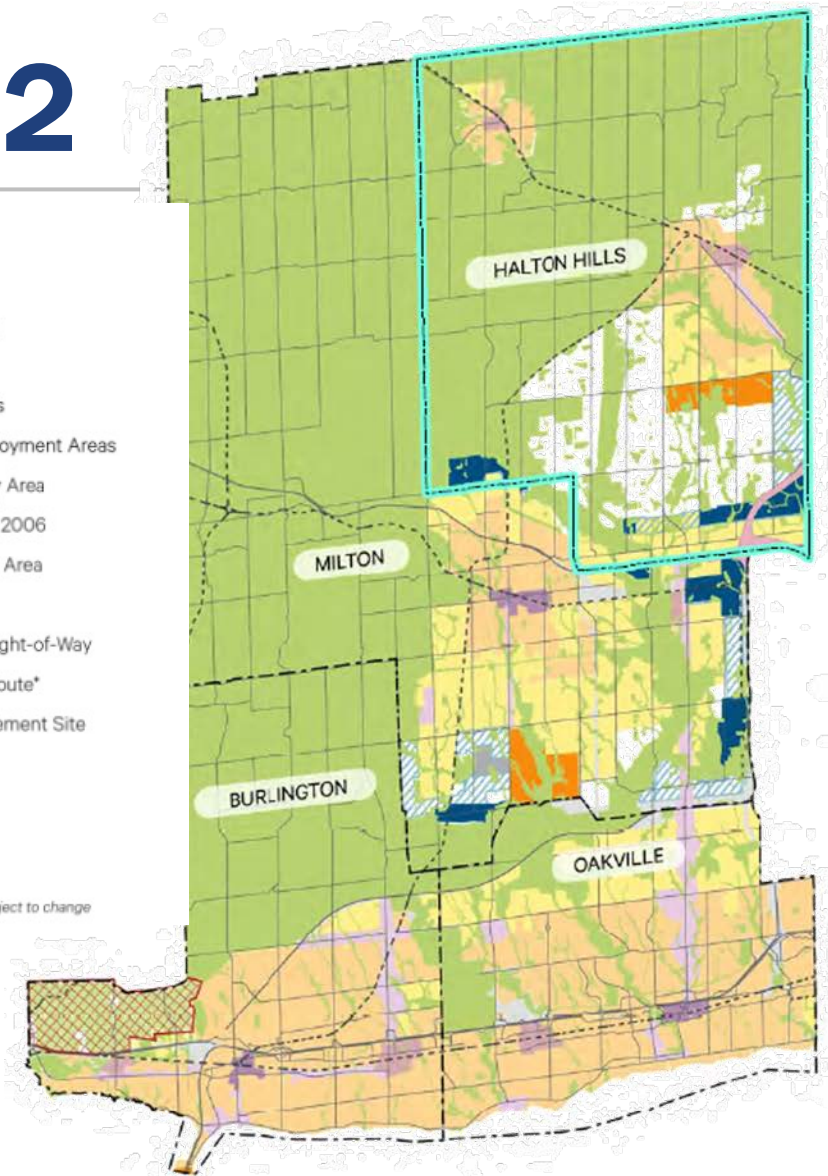 2
HALTON HILLS
s
oyment Areas
Area
2006
1
Area
MILTON
ght-of-Way
oute*
ement Site
BURLINGTON
OAKVILLE
ject to change